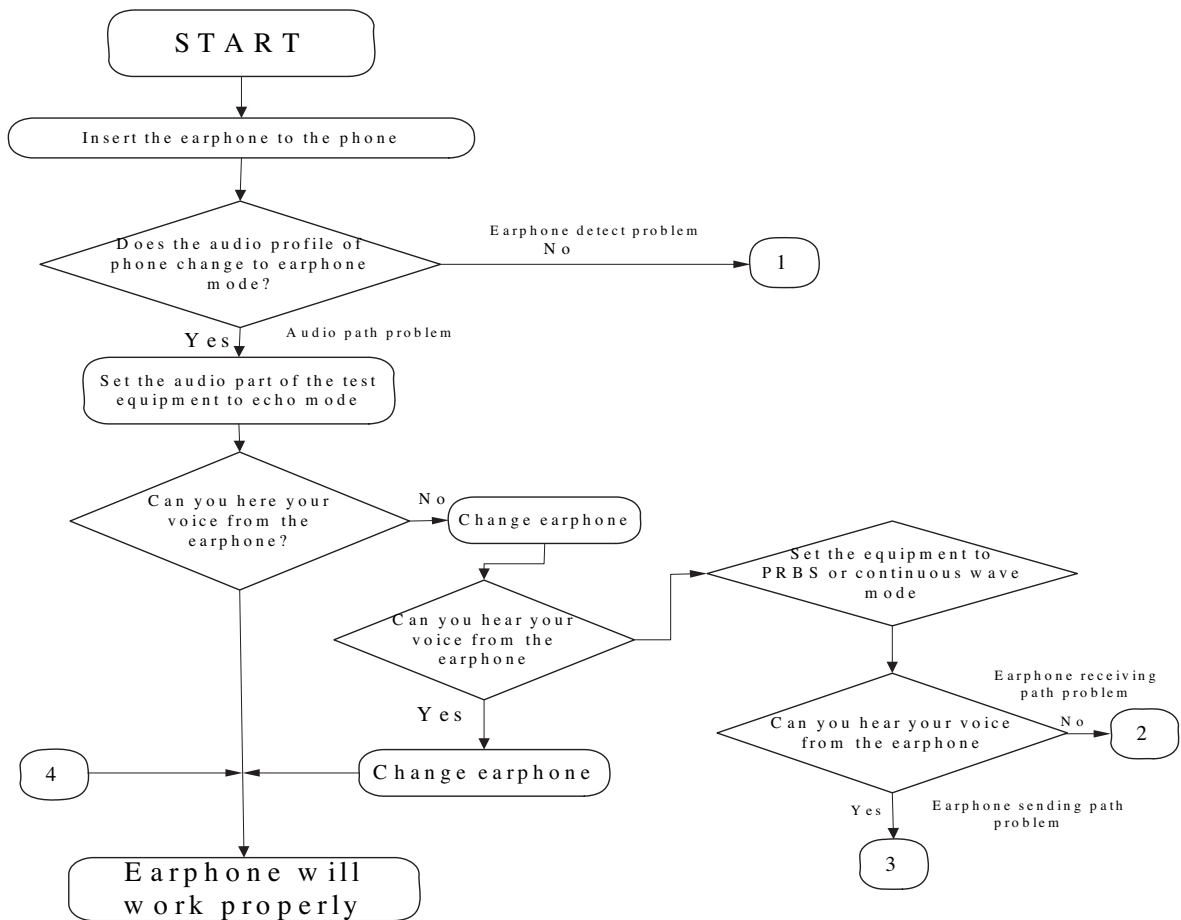 START
Insert the earphone to the phone
Does the audio profile of
phone change to earphone
mode?
Earphone detect problem
No
1
Yes
Audio path problem
Set the audio part of the test
equipment to echo mode
Can you here your
voice from the
earphone?
No
Change earphone
Set the equipment to
PRBS or continuous wave
mode
Can you hear your
voice from the
earphone
Earphone receiving
path problem
Can you hear your voice
from the earphone
No
2
Yes
4
Change earphone
Yes
Earphone sending path
problem
3
Earphone will
work properly